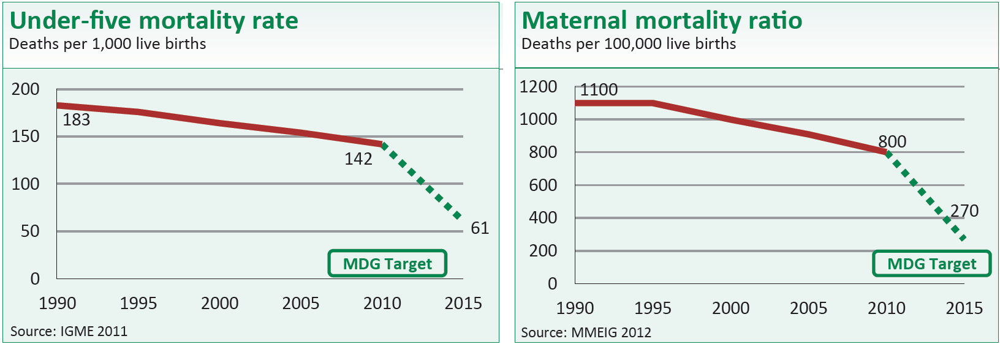 Under-five mortality rate
Deaths per 1,000 live births
200
150
100
50
0
183
142
61
MDG Target
1990 1995 2000 2005 2010 2015
Source: IGME 2011
Maternal mortality ratio
Deaths per 100,000 live births
1200
1000
800
600
400
200
0
1100
800
270
MDG Target
1990 1995 2000 2005 2010 2015
Source: MMEIG 2012